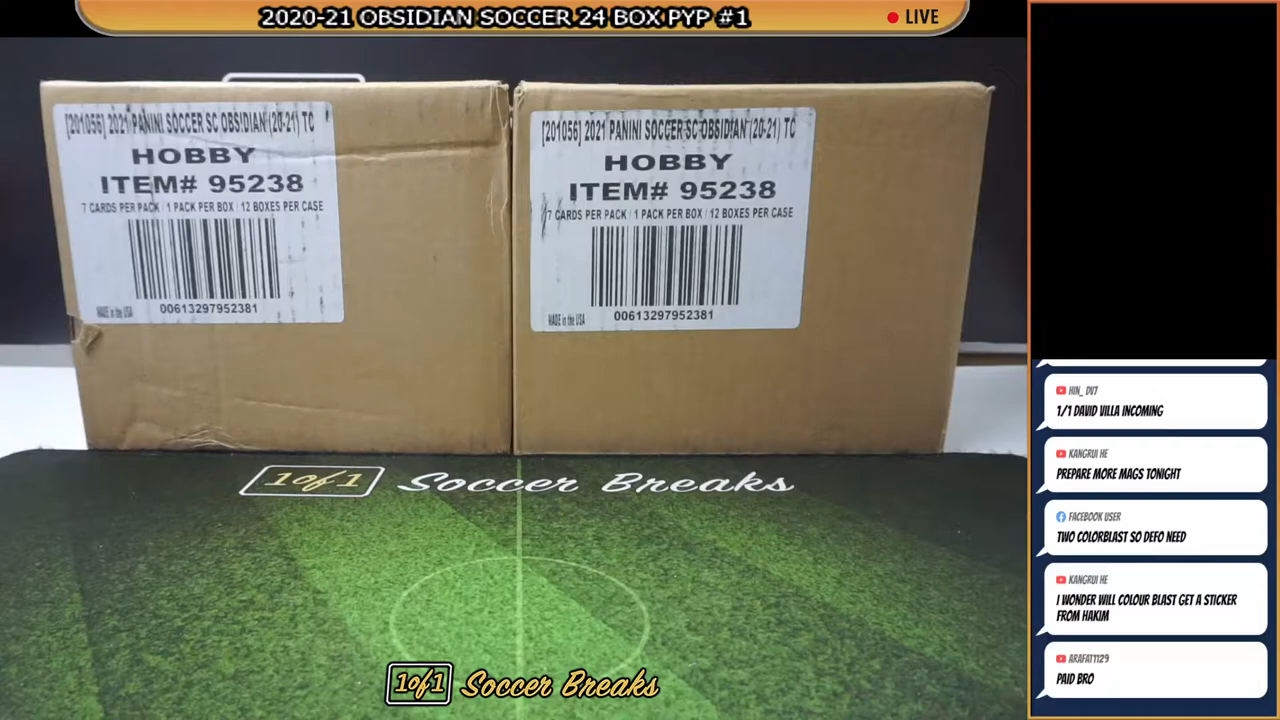 2020-21 OBSIDIAN SOCCER 24 BOX PYP #1
LIVE
[201056] 2021 PANINI SOCCER SC OBSIDIAN (20-21) TC
HOBBY
ITEM# 95238
7 CARDS PER PACK / 1 PACK PER BOX / 12 BOXES PER CASE
00613297952381
MADE in the USA
[201056] 2021 PANINI SOCCER SC OBSIDIAN (20-21) TC
HOBBY
ITEM# 95238
7 CARDS PER PACK / 1 PACK PER BOX / 12 BOXES PER CASE
00613297952381
MADE in the USA
1of1 Soccer Breaks
1of1 Soccer Breaks
HIN_DV7
1/1 DAVID VILLA INCOMING
KANGRUI HE
PREPARE MORE MAGS TONIGHT
FACEBOOK USER
TWO COLORBLAST SO DEFO NEED
KANGRUI HE
I WONDER WILL COLOUR BLAST GET A STICKER
FROM HAKIM
ARAFAT1129
PAID BRO